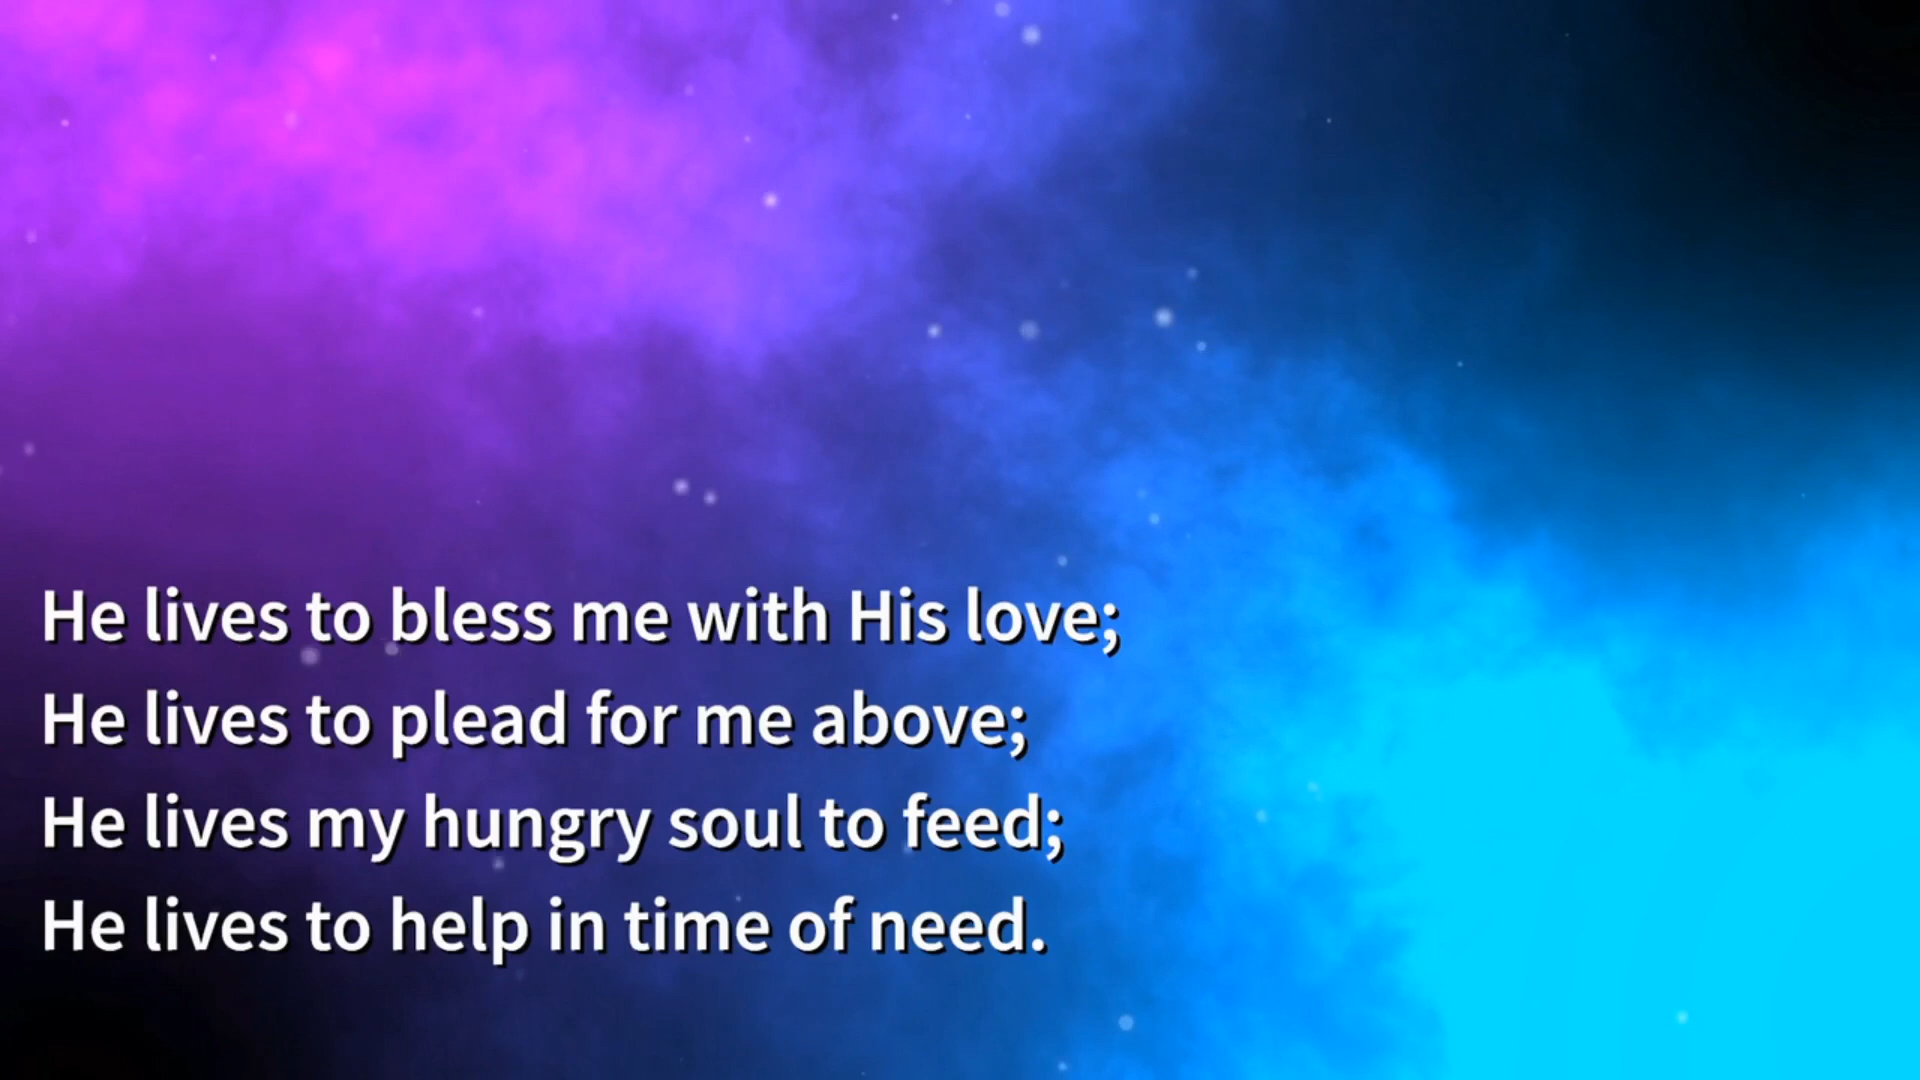 He lives to bless me with His love;
He lives to plead for me above;
He lives my hungry soul to feed;
He lives to help in time of need.